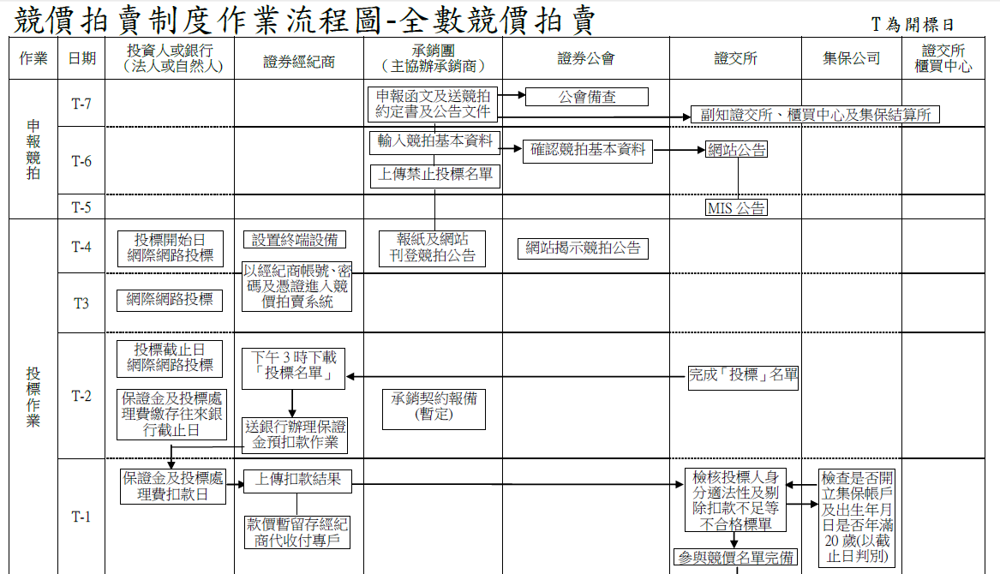 競價拍賣制度作業流程圖-全數競價拍賣
T為開標日
作業
日期
投資人或銀行
（法人或自然人）
證券經紀商
承銷團
（主協辦承銷商）
證券公會
證交所
集保公司
證交所
櫃買中心
申報競拍
T-7
申報函文及送競拍
約定書及公告文件
公會備查
副知證交所、櫃買中心及集保結算所
T-6
輸入競拍基本資料
確認競拍基本資料
網站公告
上傳禁止投標名單
T-5
MIS 公告
投標作業
T-4
投標開始日
網際網路投標
設置終端設備
報紙及網站
刊登競拍公告
網站揭示競拍公告
以經紀商帳號、密
碼及憑證進入競
價拍賣系統
T3
網際網路投標
T-2
投標截止日
網際網路投標
下午 3 時下載
「投標名單」
完成「投標」名單
保證金及投標處
理費繳存往來銀
行截止日
承銷契約報備
(暫定)
送銀行辦理保證
金預扣款作業
T-1
保證金及投標處
理費扣款日
上傳扣款結果
檢核投標人身
分適法性及剔
除扣款不足等
不合格標單
檢查是否開
立集保帳戶
及出生年月
日是否年滿
20 歲(以截
止日判別)
款價暫留存經紀
商代收付專戶
參與競價名單完備